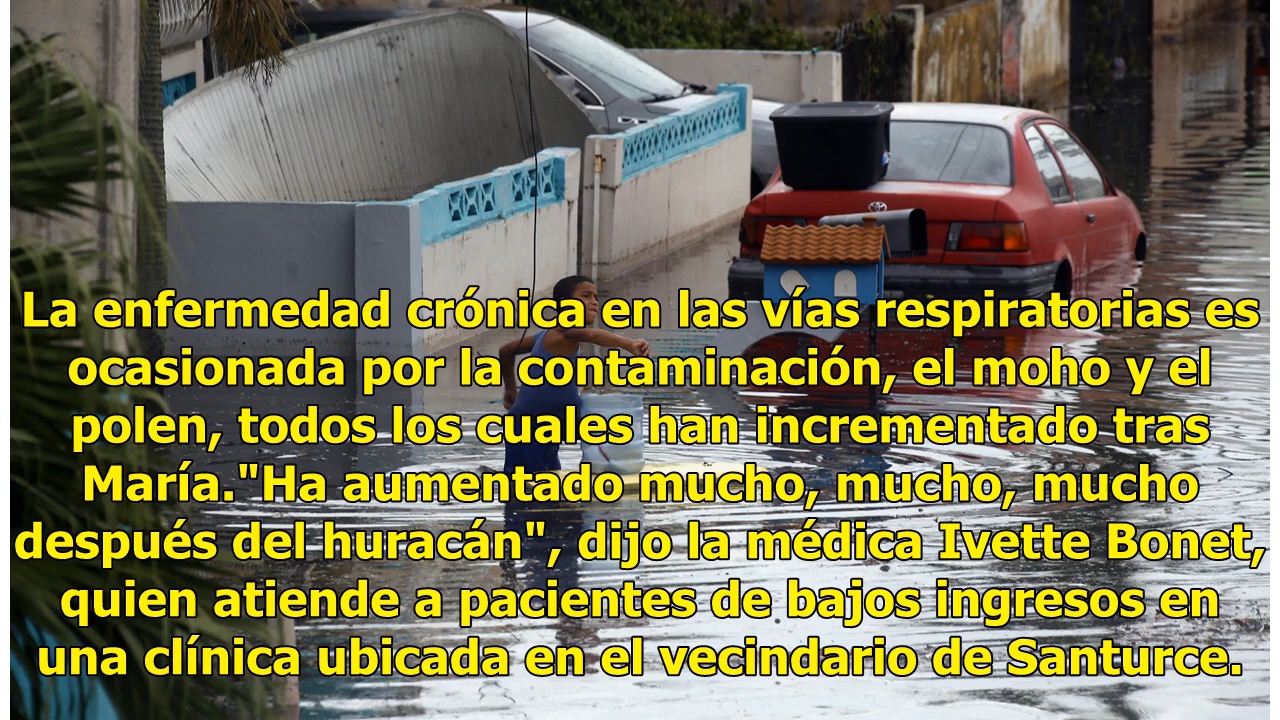 La enfermedad crónica en las vías respiratorias es
ocasionada por la contaminación, el moho y el
polen, todos los cuales han incrementado tras
María."Ha aumentado mucho, mucho, mucho
después del huracán", dijo la médica Ivette Bonet,
quien atiende a pacientes de bajos ingresos en
una clínica ubicada en el vecindario de Santurce.